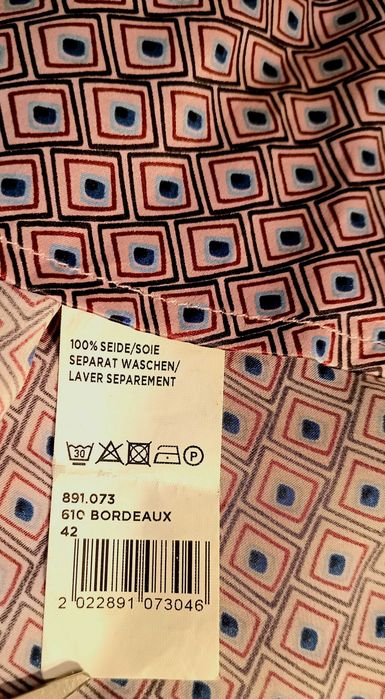 100% SEIDE/SOIE
SEPARAT WASCHEN/
LAVER SEPAREMENT
30 P
891.073
610 BORDEAUX
42
2 022891 073046